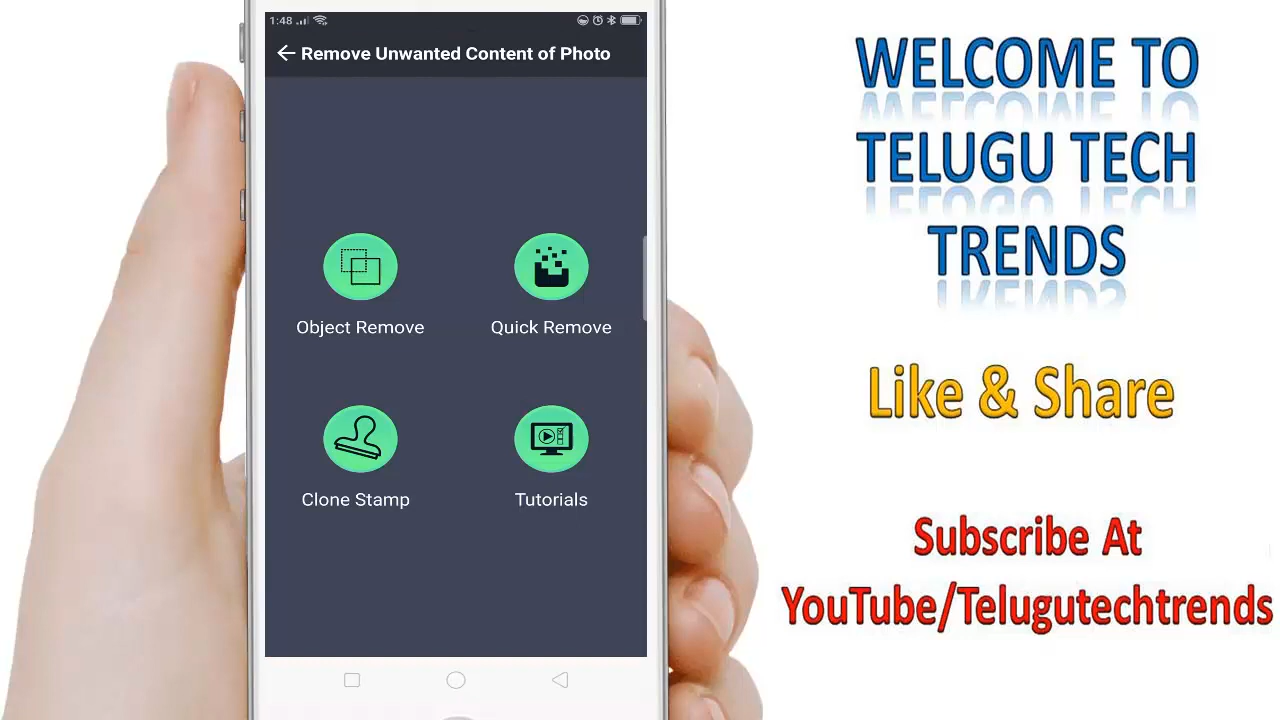 1:48
Remove Unwanted Content of Photo
Object Remove
Quick Remove
Clone Stamp
Tutorials
WELCOME TO
TELUGU TECH
TRENDS
Like & Share
Subscribe At
YouTube/Telugutechtrends